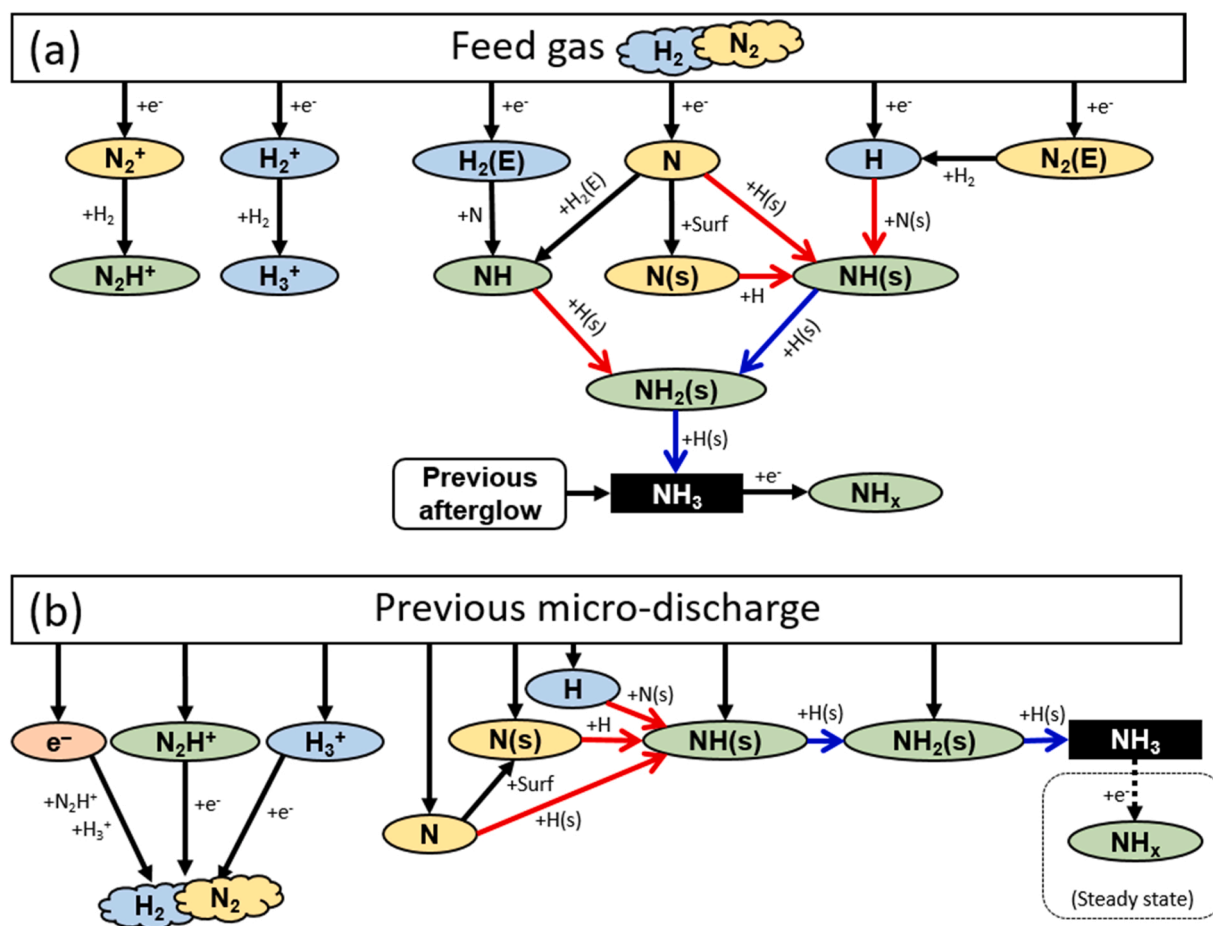 (a) Feed gas H₂ N₂
+e⁻ +e⁻ +e⁻ +e⁻ +e⁻ +e⁻
N₂⁺ H₂⁺ H₂(E) N H N₂(E)
+H₂
+H₂ +H₂ +N +H₂(E) +Surf +H(s) +N(s)
N₂H⁺ H₃⁺ NH N(s) +H NH(s)
+H(s) +H(s)
NH₂(s)
+H(s)
Previous
afterglow
NH₃ +e⁻ NHₓ
(b) Previous micro-discharge
H
+N(s)
e⁻ N₂H⁺ H₃⁺ N(s) +H NH(s) +H(s) NH₂(s) +H(s) NH₃
+Surf
+N₂H⁺
+H₃⁺ +e⁻ +e⁻ +H(s) +e⁻
N NHₓ
H₂ N₂
(Steady state)